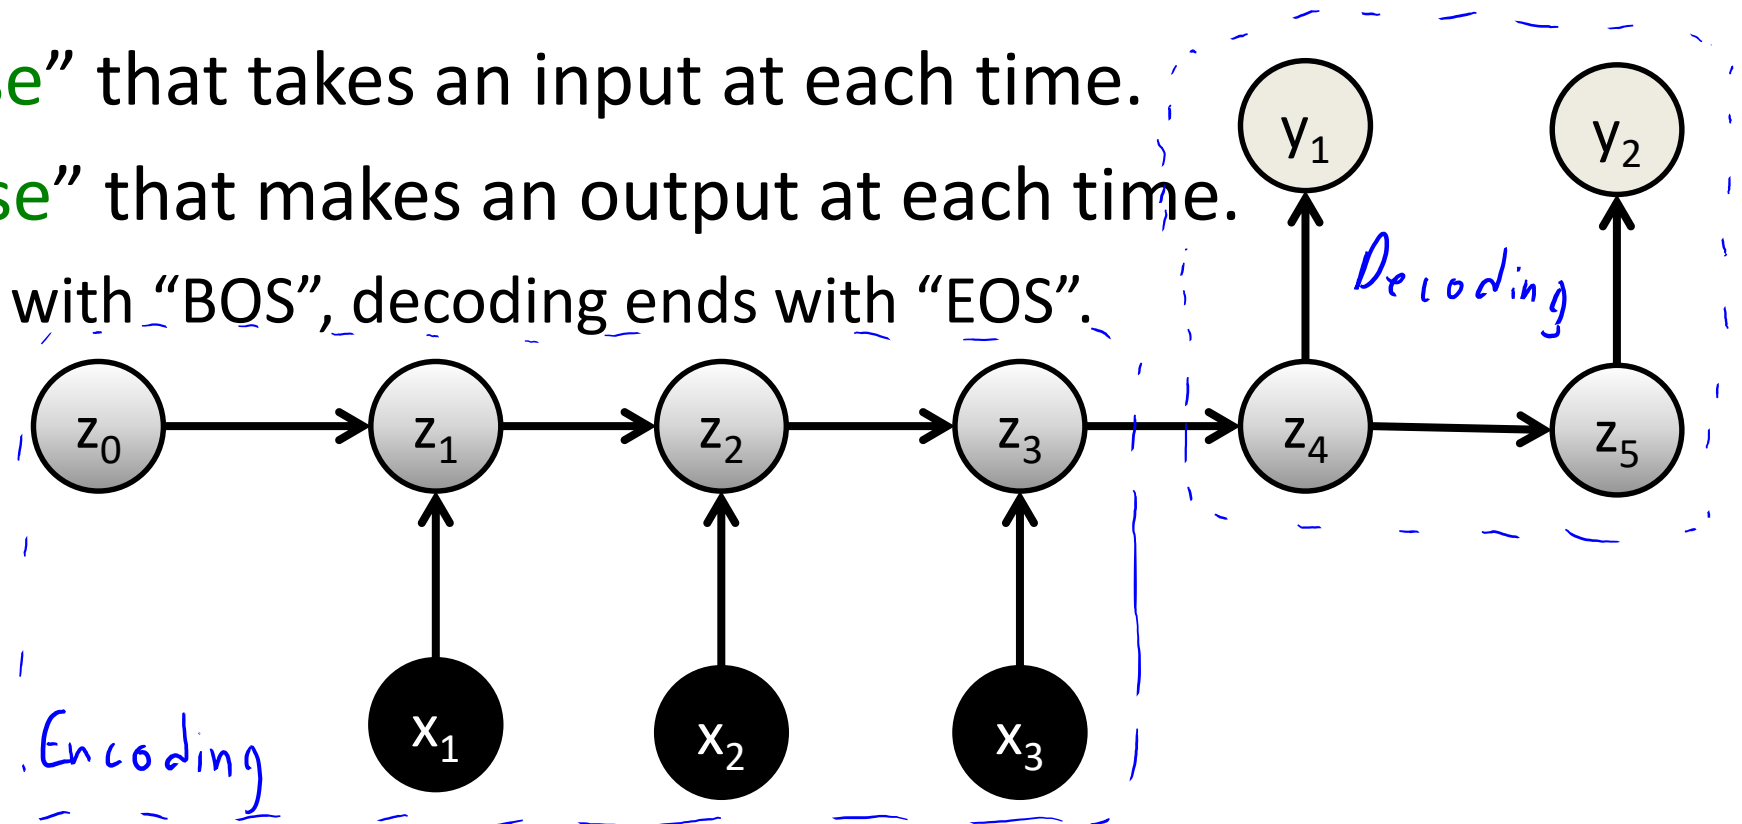 se” that takes an input at each time.
se” that makes an output at each time.
with “BOS”, decoding ends with “EOS”.
y1 y2
Decoding
z0 z1 z2 z3 z4 z5
x1 x2 x3
Encoding